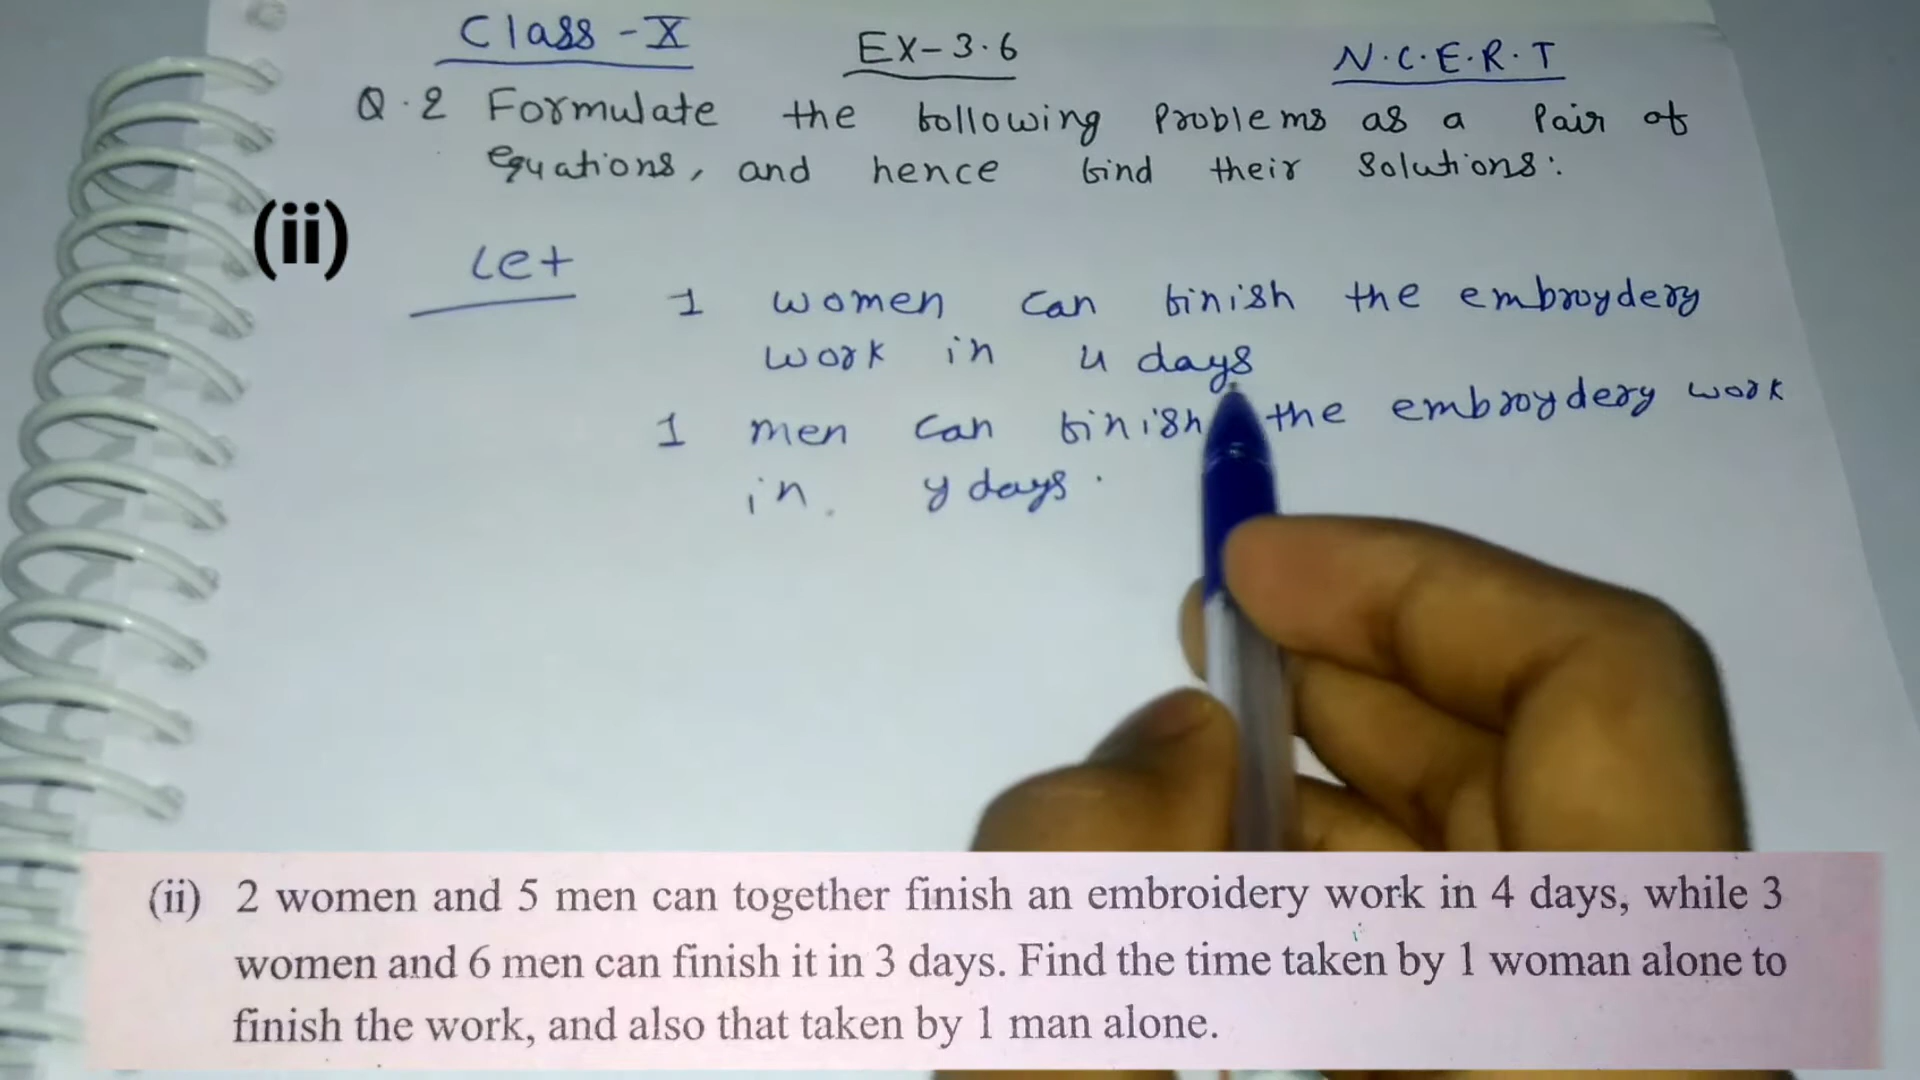 Class - X Ex-3.6 N.C.E.R.T
Q.2 Formulate the following Problems as a Pair of
equations, and hence find their Solutions:
(ii)
Let
1 women can finish the embroydery
work in u days
1 men can finish the embroydery work
in y days.
(ii) 2 women and 5 men can together finish an embroidery work in 4 days, while 3
women and 6 men can finish it in 3 days. Find the time taken by 1 woman alone to
finish the work, and also that taken by 1 man alone.